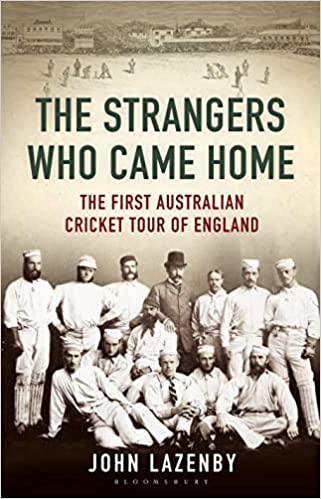 THE STRANGERS
WHO CAME HOME
THE FIRST AUSTRALIAN
CRICKET TOUR OF ENGLAND
JOHN LAZENBY
BLOOMSBURY